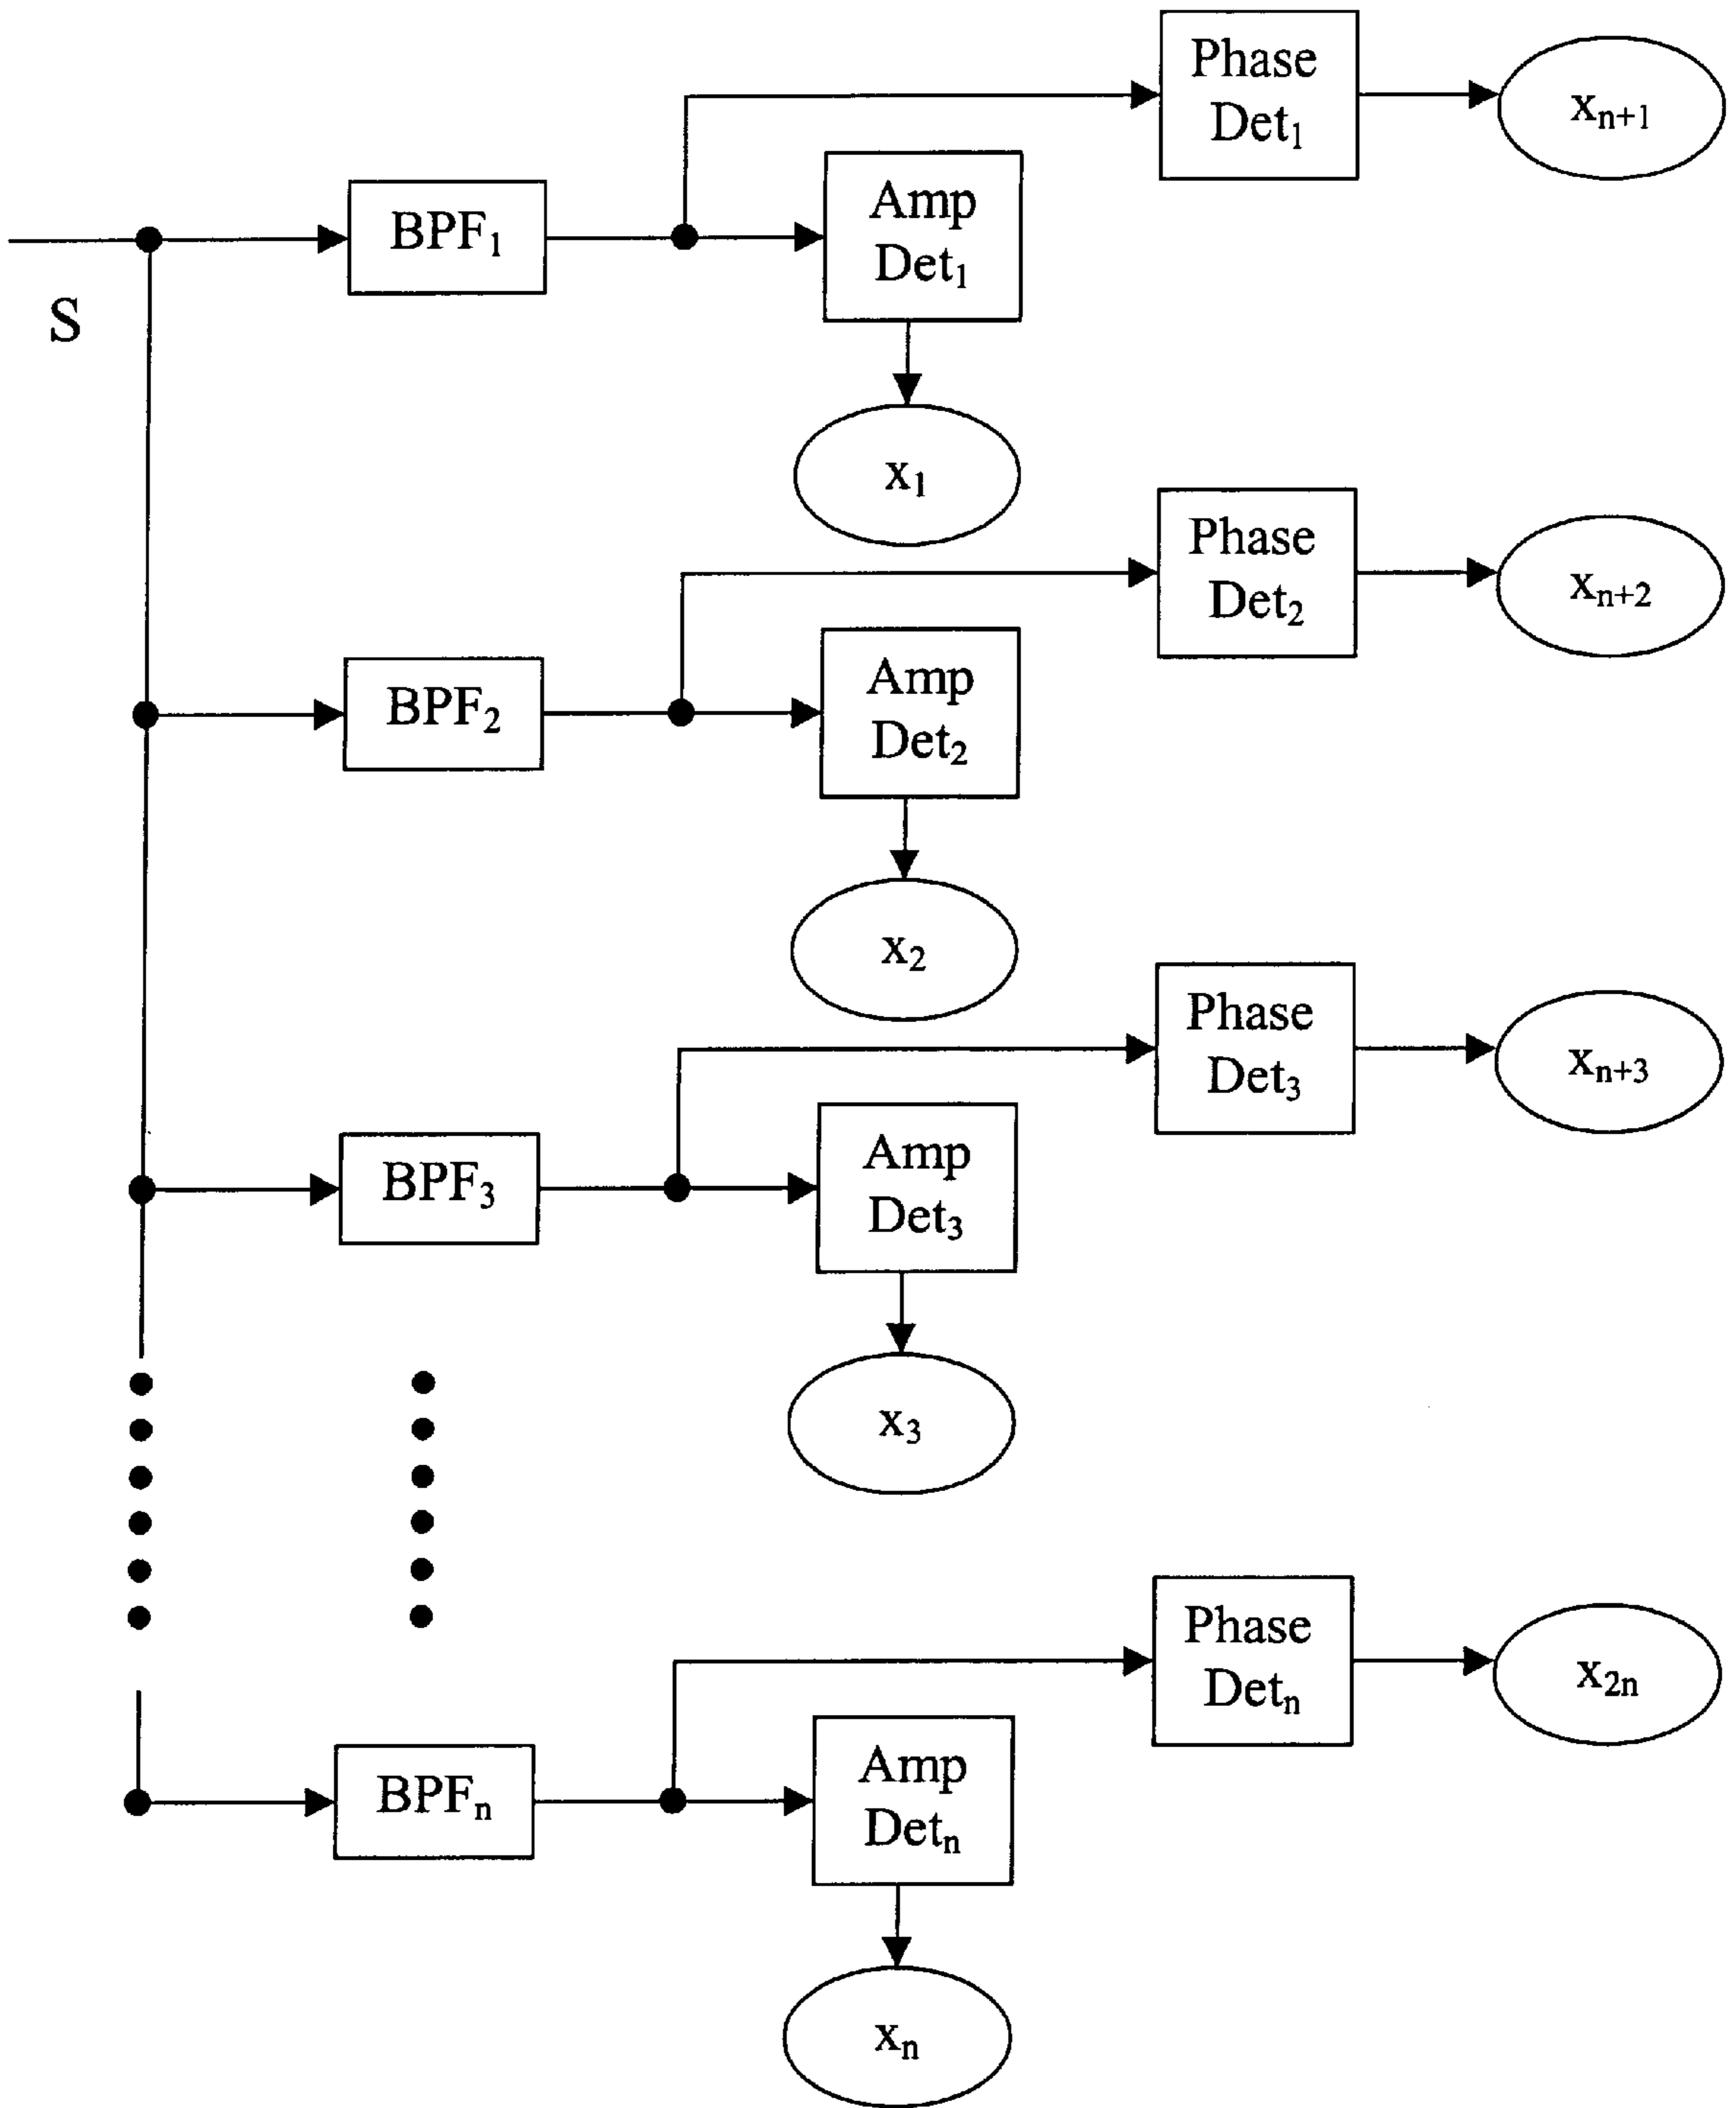 Phase
Det₁
xₙ₊₁
BPF₁
Amp
Det₁
S
x₁
Phase
Det₂
xₙ₊₂
BPF₂
Amp
Det₂
x₂
Phase
Det₃
xₙ₊₃
BPF₃
Amp
Det₃
x₃
Phase
Detₙ
x₂ₙ
BPFₙ
Amp
Detₙ
xₙ